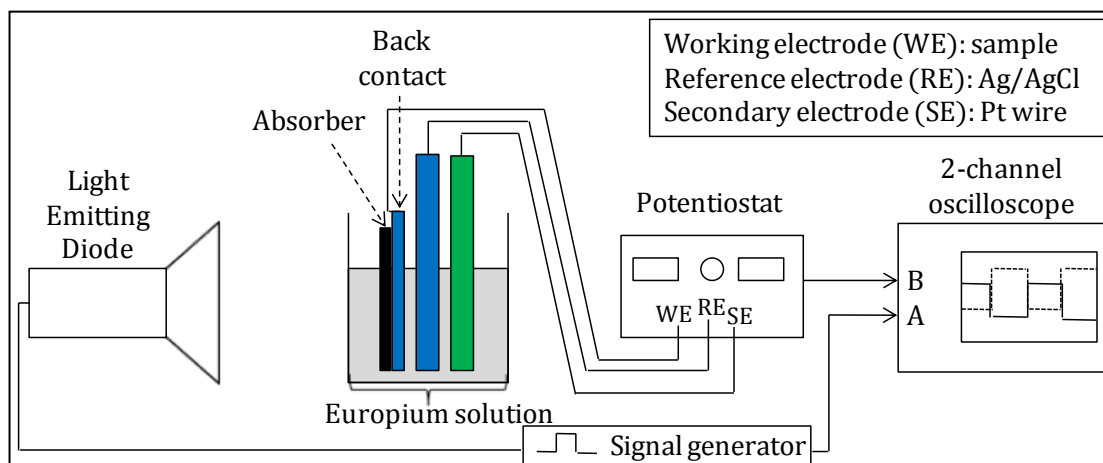 Back
contact
Absorber
Light
Emitting
Diode
Working electrode (WE): sample
Reference electrode (RE): Ag/AgCl
Secondary electrode (SE): Pt wire
2-channel
oscilloscope
Potentiostat
WE RE SE
B
A
Europium solution
Signal generator